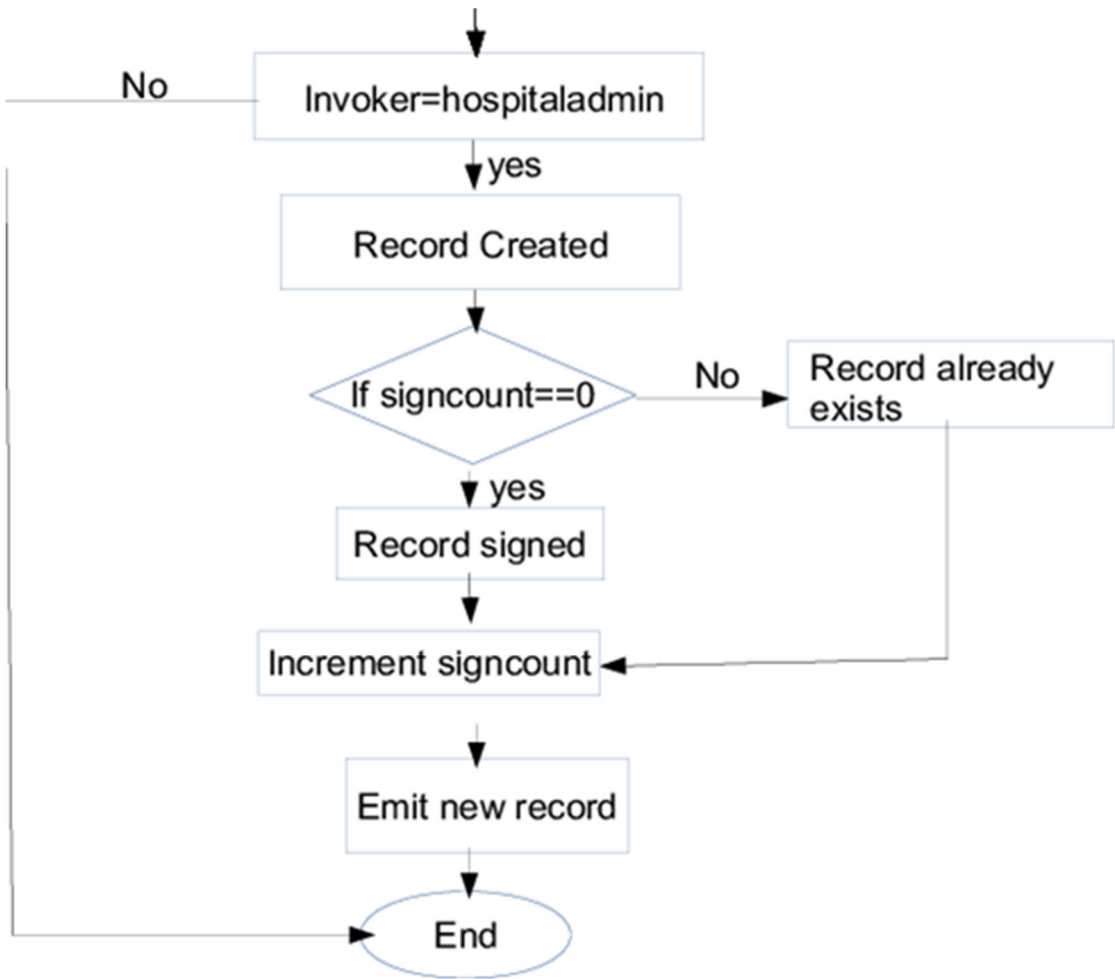 No
Invoker=hospitaladmin
yes
Record Created
If signcount==0
No
Record already
exists
yes
Record signed
Increment signcount
Emit new record
End